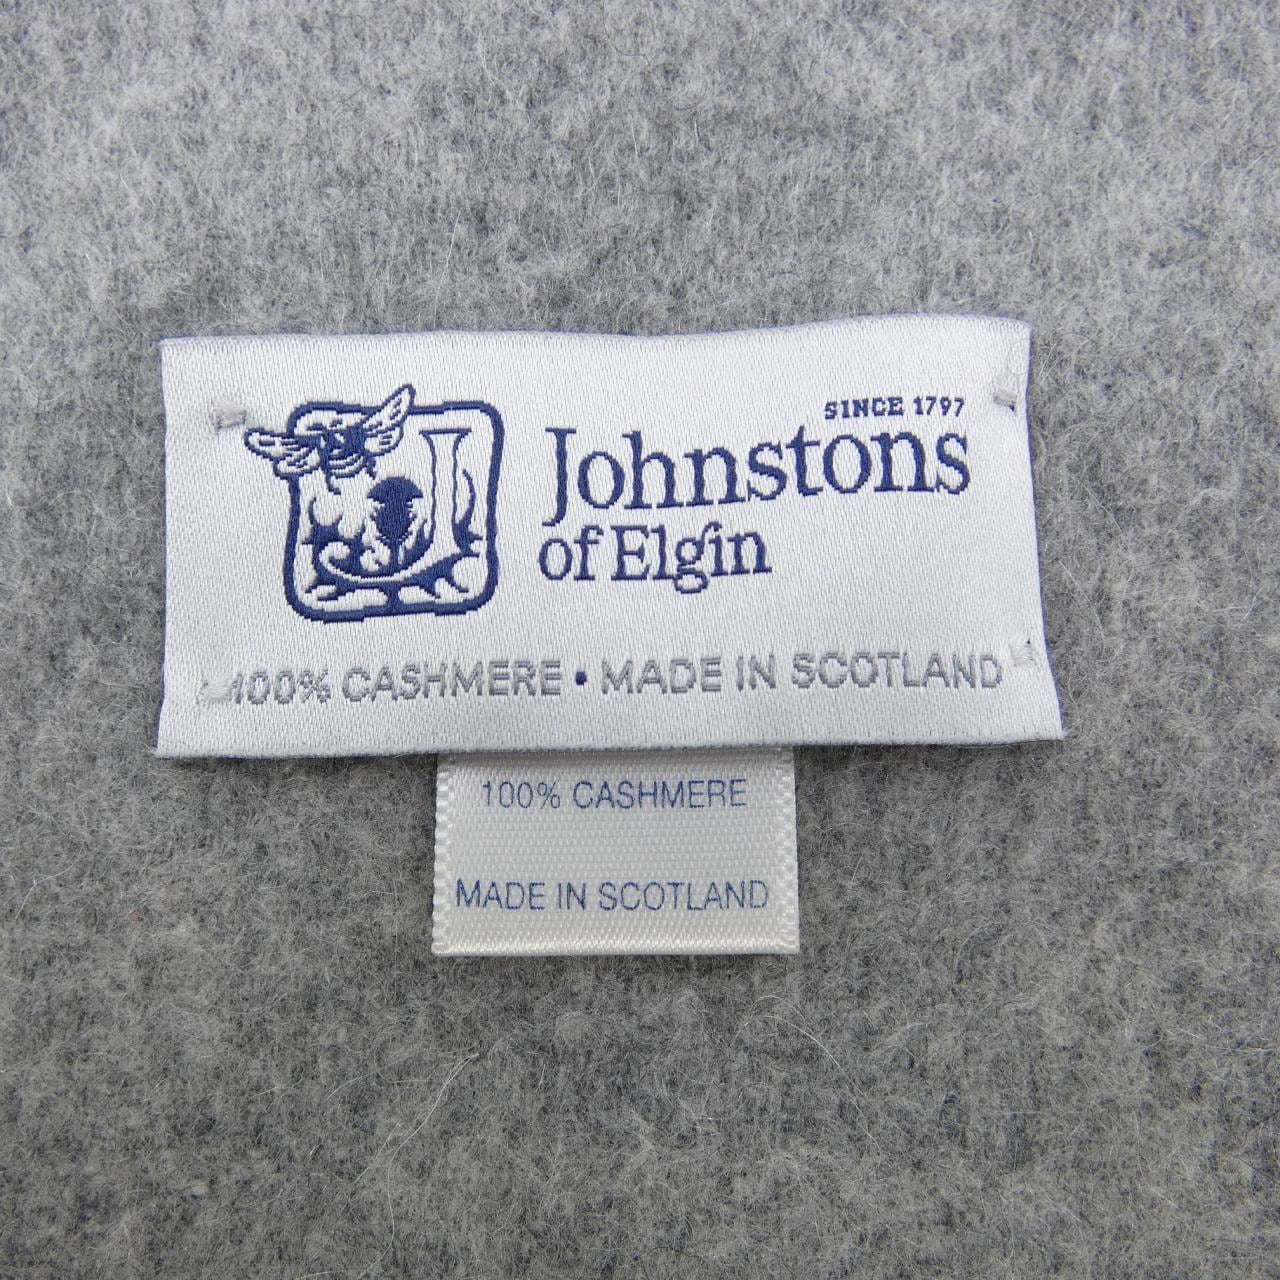 SINCE 1797
Johnstons
of Elgin
100% CASHMERE • MADE IN SCOTLAND
100% CASHMERE
MADE IN SCOTLAND